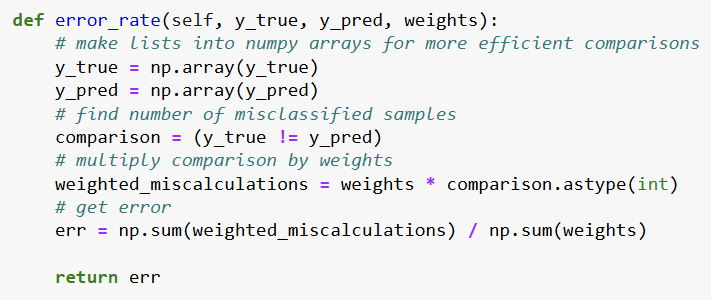 def error_rate(self, y_true, y_pred, weights):
    # make lists into numpy arrays for more efficient comparisons
    y_true = np.array(y_true)
    y_pred = np.array(y_pred)
    # find number of misclassified samples
    comparison = (y_true != y_pred)
    # multiply comparison by weights
    weighted_miscalculations = weights * comparison.astype(int)
    # get error
    err = np.sum(weighted_miscalculations) / np.sum(weights)
    return err